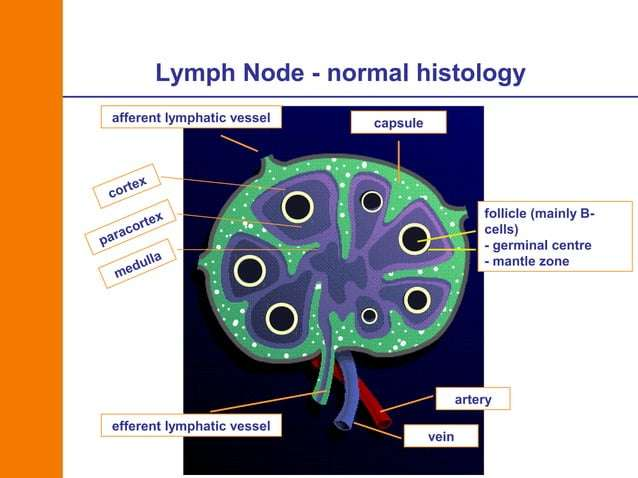 Lymph Node - normal histology
afferent lymphatic vessel
capsule
cortex
paracortex
medulla
follicle (mainly B-
cells)
- germinal centre
- mantle zone
artery
efferent lymphatic vessel
vein